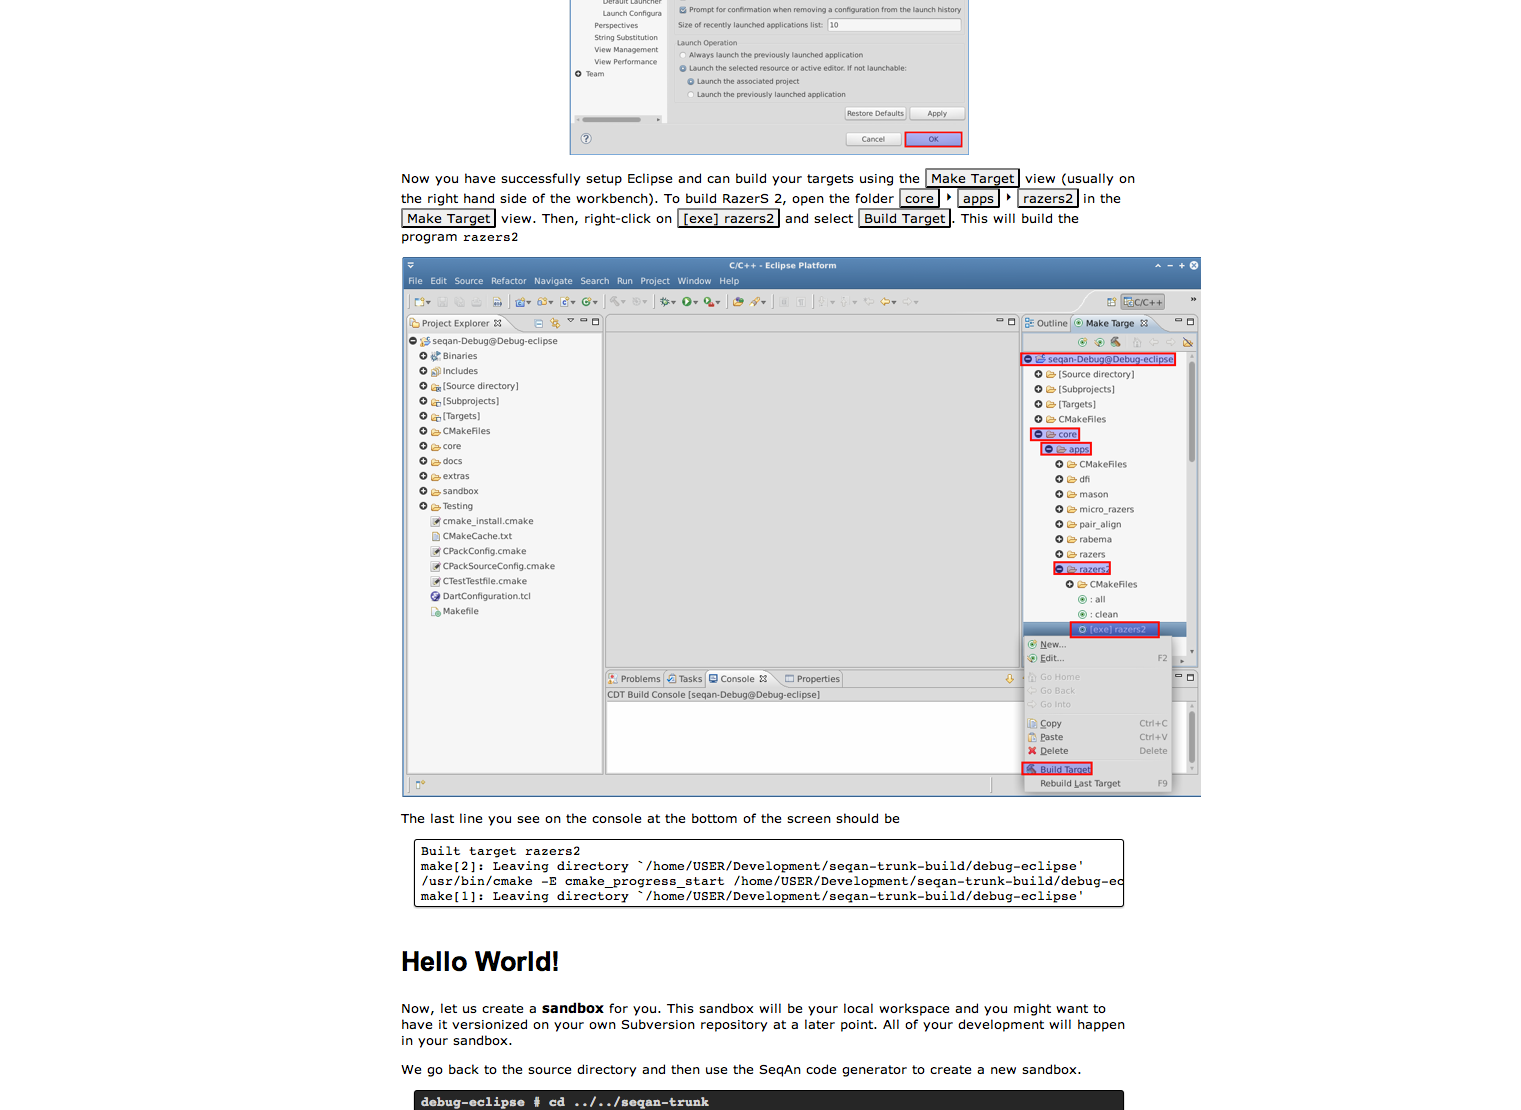 Default Launcher
Launch Configura
Perspectives
String Substitution
View Management
View Performance
Team
Prompt for confirmation when removing a configuration from the launch history
Size of recently launched applications list: 10
Launch Operation
Always launch the previously launched application
Launch the selected resource or active editor. If not launchable:
Launch the associated project
Launch the previously launched application
Restore Defaults Apply
Cancel OK
Now you have successfully setup Eclipse and can build your targets using the Make Target view (usually on
the right hand side of the workbench). To build RazerS 2, open the folder core ‣ apps ‣ razers2 in the
Make Target view. Then, right-click on [exe] razers2 and select Build Target. This will build the
program razers2
C/C++ - Eclipse Platform
File Edit Source Refactor Navigate Search Run Project Window Help
C/C++
Project Explorer
seqan-Debug@Debug-eclipse
Binaries
Includes
[Source directory]
[Subprojects]
[Targets]
CMakeFiles
core
docs
extras
sandbox
Testing
cmake_install.cmake
CMakeCache.txt
CPackConfig.cmake
CPackSourceConfig.cmake
CTestTestfile.cmake
DartConfiguration.tcl
Makefile
Outline Make Targe
seqan-Debug@Debug-eclipse
[Source directory]
[Subprojects]
[Targets]
CMakeFiles
core
apps
CMakeFiles
dfi
mason
micro_razers
pair_align
rabema
razers
razers2
CMakeFiles
: all
: clean
[exe] razers2
New...
Edit... F2
Go Home
Go Back
Go Into
Copy Ctrl+C
Paste Ctrl+V
Delete Delete
Build Target
Rebuild Last Target F9
Problems Tasks Console Properties
CDT Build Console [seqan-Debug@Debug-eclipse]
The last line you see on the console at the bottom of the screen should be
Built target razers2
make[2]: Leaving directory `/home/USER/Development/seqan-trunk-build/debug-eclipse'
/usr/bin/cmake -E cmake_progress_start /home/USER/Development/seqan-trunk-build/debug-ec
make[1]: Leaving directory `/home/USER/Development/seqan-trunk-build/debug-eclipse'
Hello World!
Now, let us create a sandbox for you. This sandbox will be your local workspace and you might want to
have it versionized on your own Subversion repository at a later point. All of your development will happen
in your sandbox.
We go back to the source directory and then use the SeqAn code generator to create a new sandbox.
debug-eclipse # cd ../../seqan-trunk